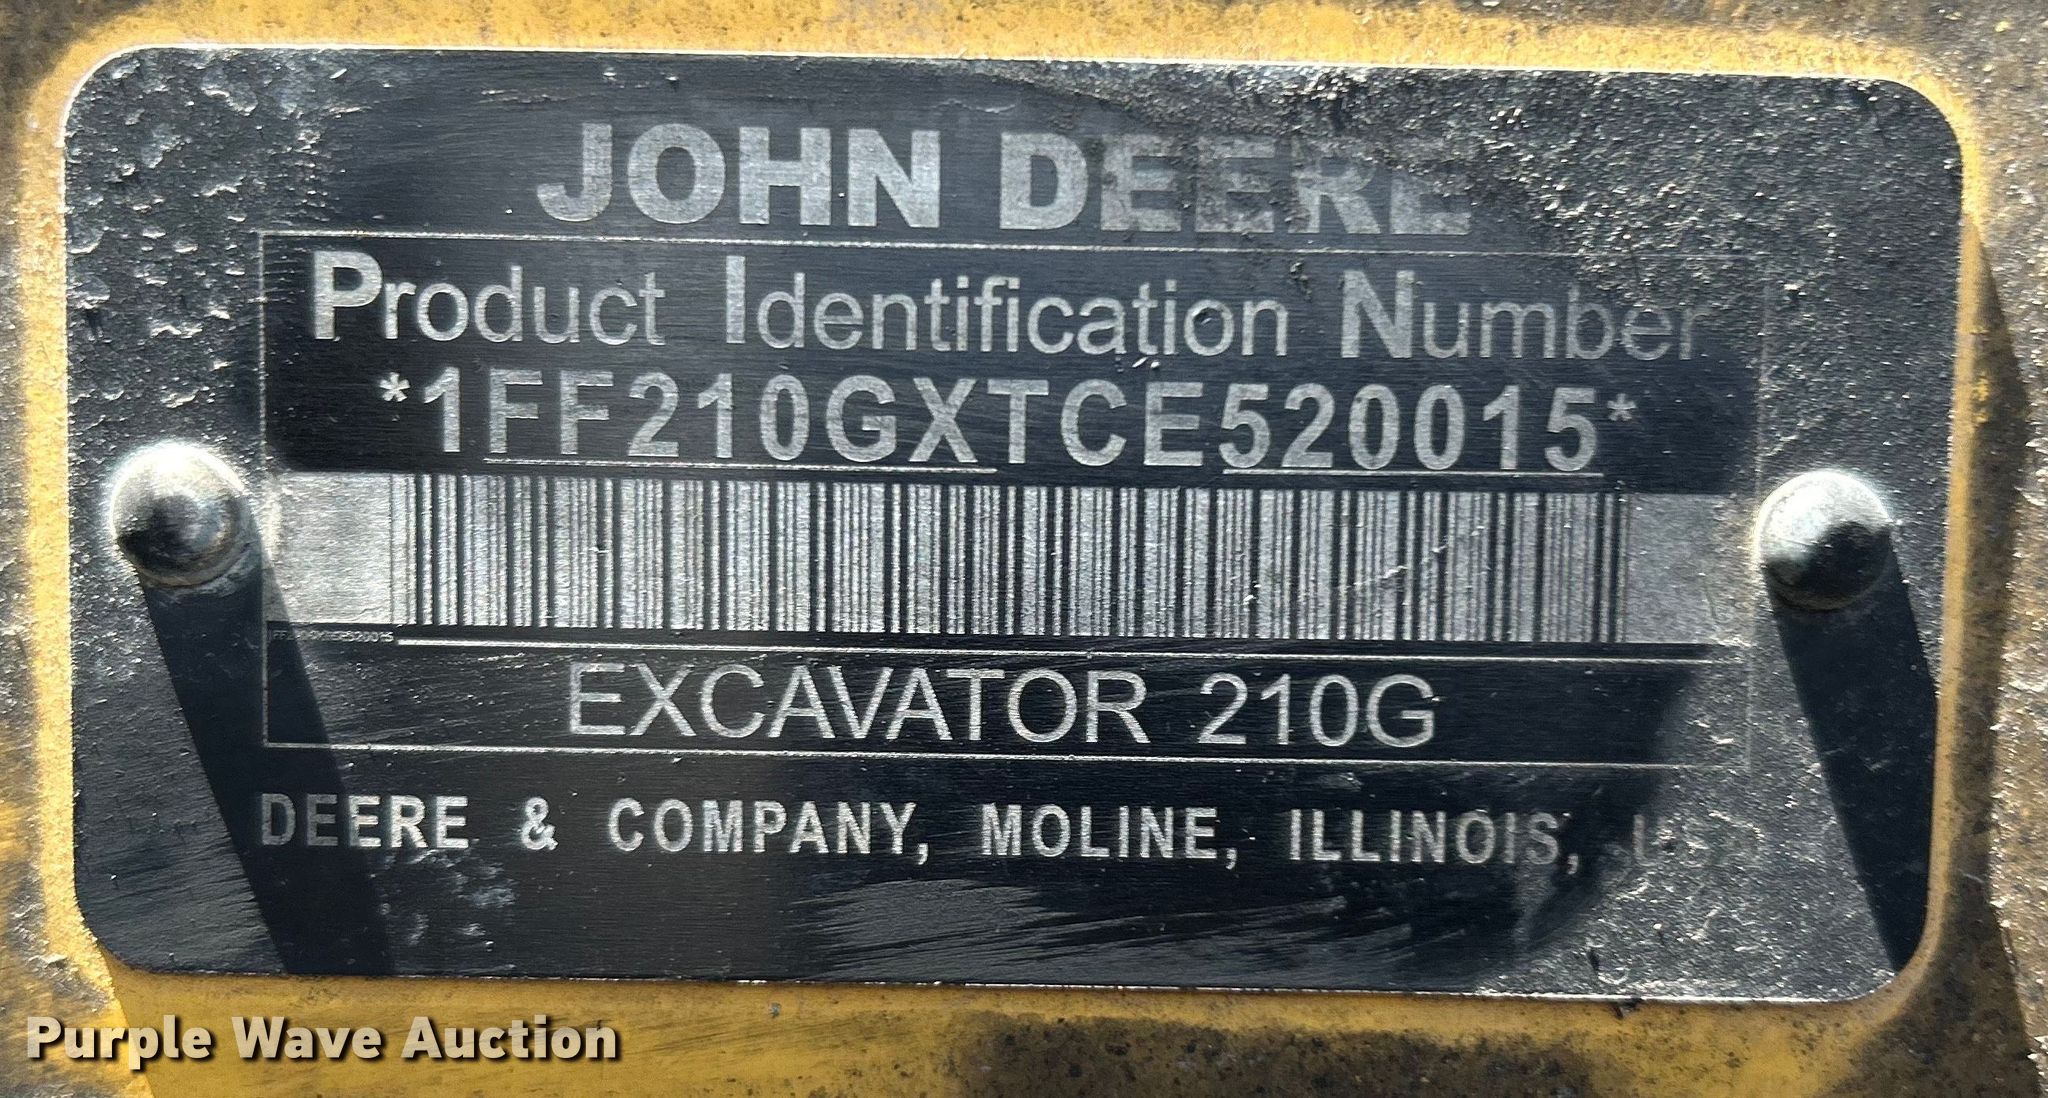 JOHN DEERE
Product Identification Number
*1FF210GXTCE520015*
EXCAVATOR 210G
DEERE & COMPANY, MOLINE, ILLINOIS,
Purple Wave Auction